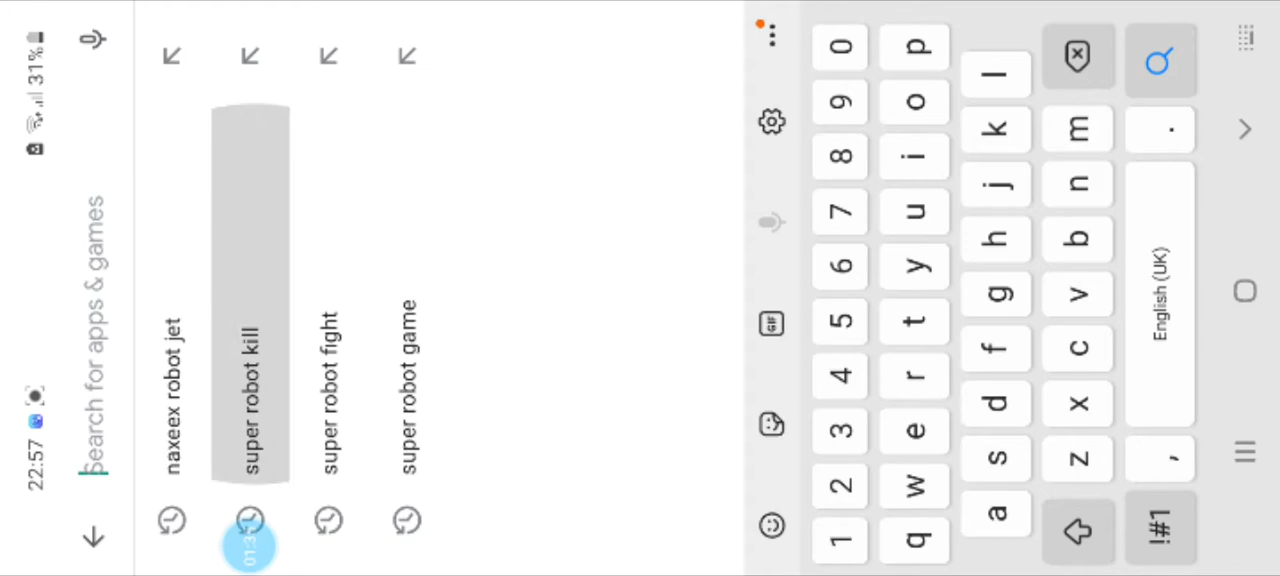 22:57 31%
Search for apps & games
naxeex robot jet
super robot kill
super robot fight
super robot game
GIF
1 2 3 4 5 6 7 8 9 0
q w e r t y u i o p
a s d f g h j k l
z x c v b n m
!#1 , English (UK) .